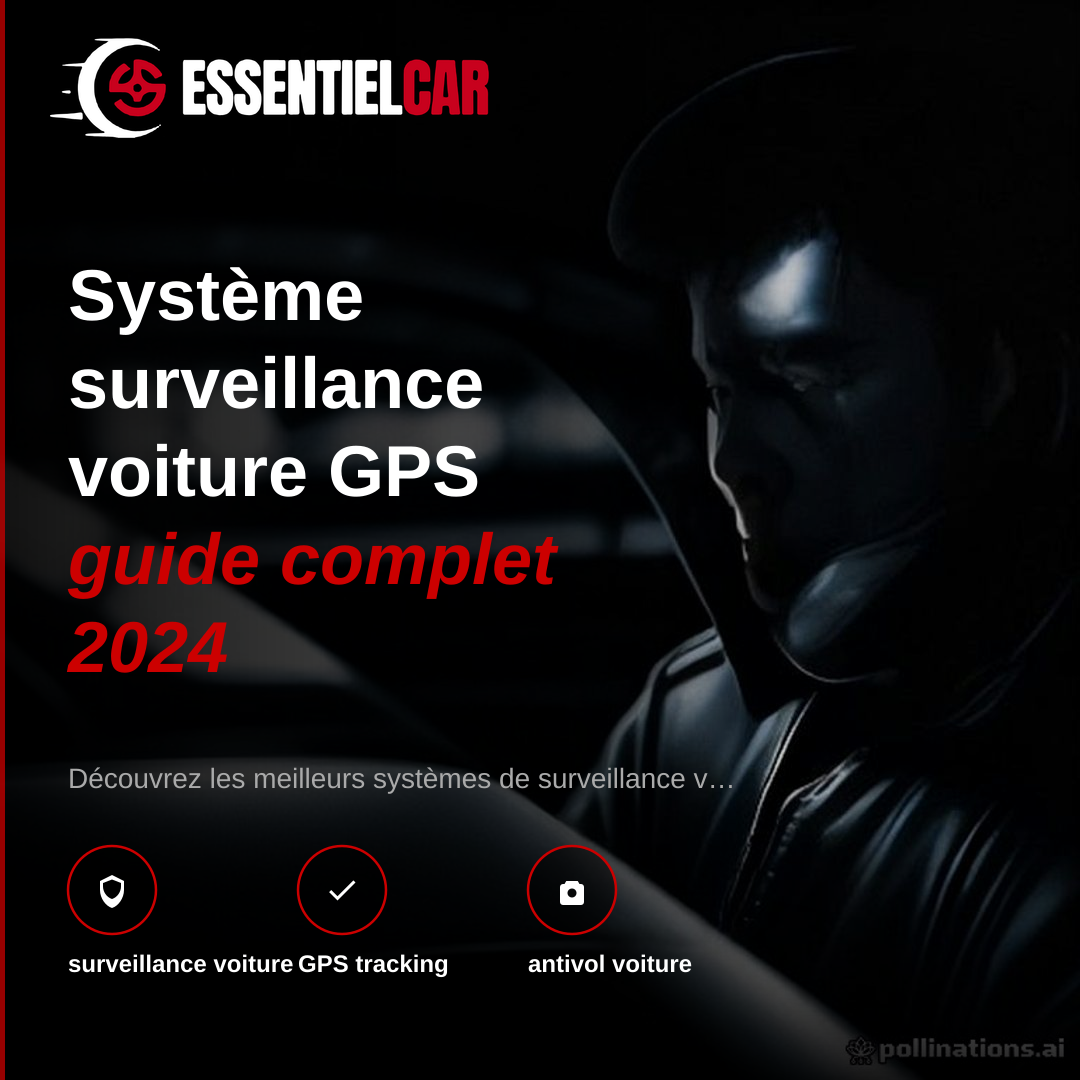 ESSENTIELCAR
Système
surveillance
voiture GPS
guide complet
2024
Découvrez les meilleurs systèmes de surveillance v…
surveillance voiture GPS tracking antivol voiture
pollinations.ai